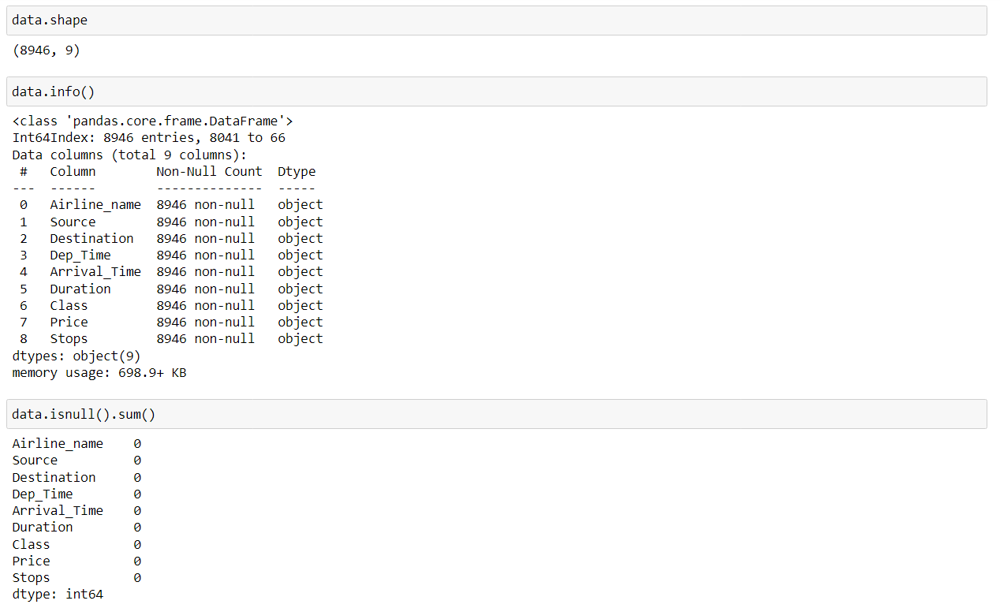 data.shape
(8946, 9)
data.info()
<class 'pandas.core.frame.DataFrame'>
Int64Index: 8946 entries, 8041 to 66
Data columns (total 9 columns):
 #   Column        Non-Null Count  Dtype
---  ------        --------------  -----
 0   Airline_name  8946 non-null   object
 1   Source        8946 non-null   object
 2   Destination   8946 non-null   object
 3   Dep_Time      8946 non-null   object
 4   Arrival_Time  8946 non-null   object
 5   Duration      8946 non-null   object
 6   Class         8946 non-null   object
 7   Price         8946 non-null   object
 8   Stops         8946 non-null   object
dtypes: object(9)
memory usage: 698.9+ KB
data.isnull().sum()
Airline_name    0
Source          0
Destination     0
Dep_Time        0
Arrival_Time    0
Duration        0
Class           0
Price           0
Stops           0
dtype: int64